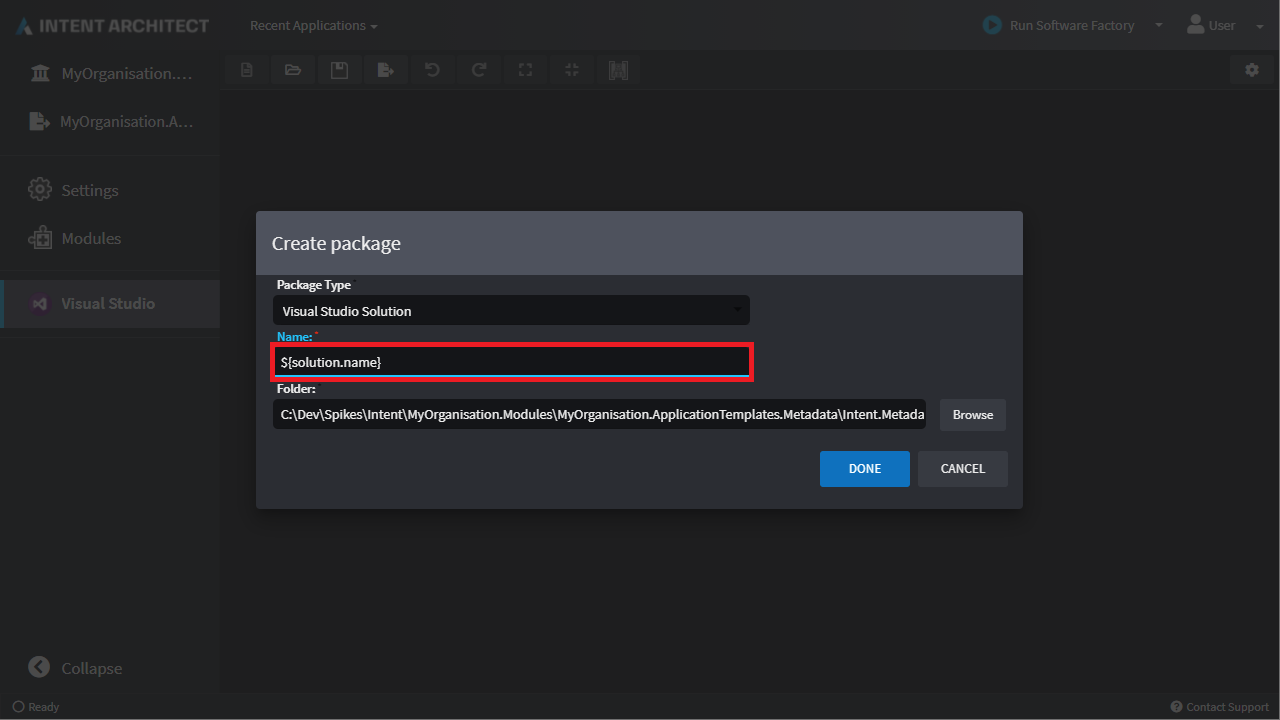 INTENT ARCHITECT
Recent Applications
Run Software Factory
User
MyOrganisation....
MyOrganisation.A...
Settings
Modules
Visual Studio
Create package
Package Type
Visual Studio Solution
Name: *
${solution.name}
Folder:
C:\Dev\Spikes\Intent\MyOrganisation.Modules\MyOrganisation.ApplicationTemplates.Metadata\Intent.Metada
Browse
DONE
CANCEL
Collapse
Ready
Contact Support